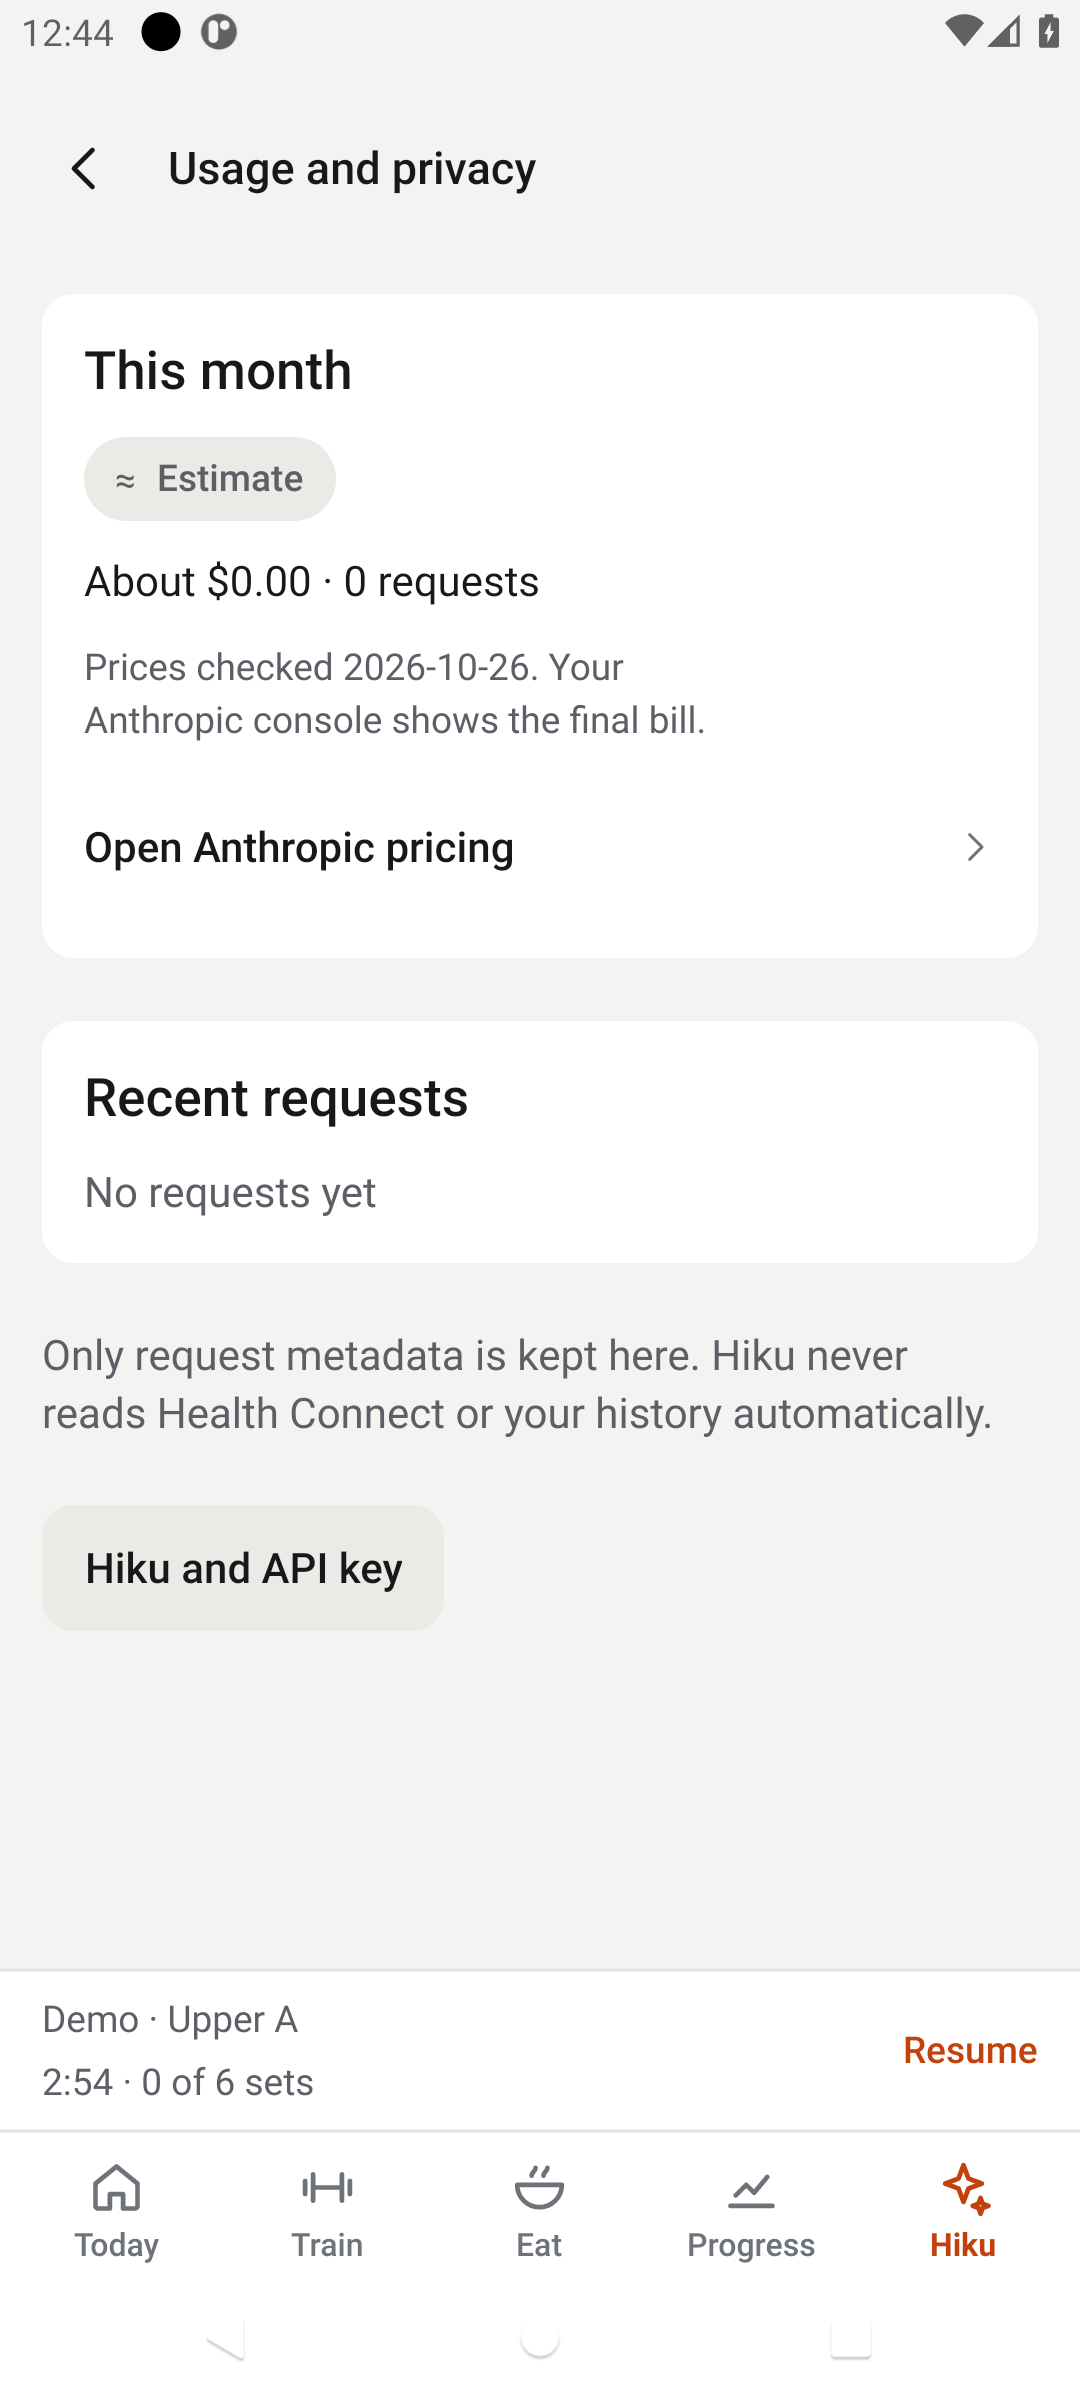 12:44
Usage and privacy
This month
≈ Estimate
About $0.00 · 0 requests
Prices checked 2026-10-26. Your
Anthropic console shows the final bill.
Open Anthropic pricing
Recent requests
No requests yet
Only request metadata is kept here. Hiku never
reads Health Connect or your history automatically.
Hiku and API key
Demo · Upper A
2:54 · 0 of 6 sets
Resume
Today
Train
Eat
Progress
Hiku